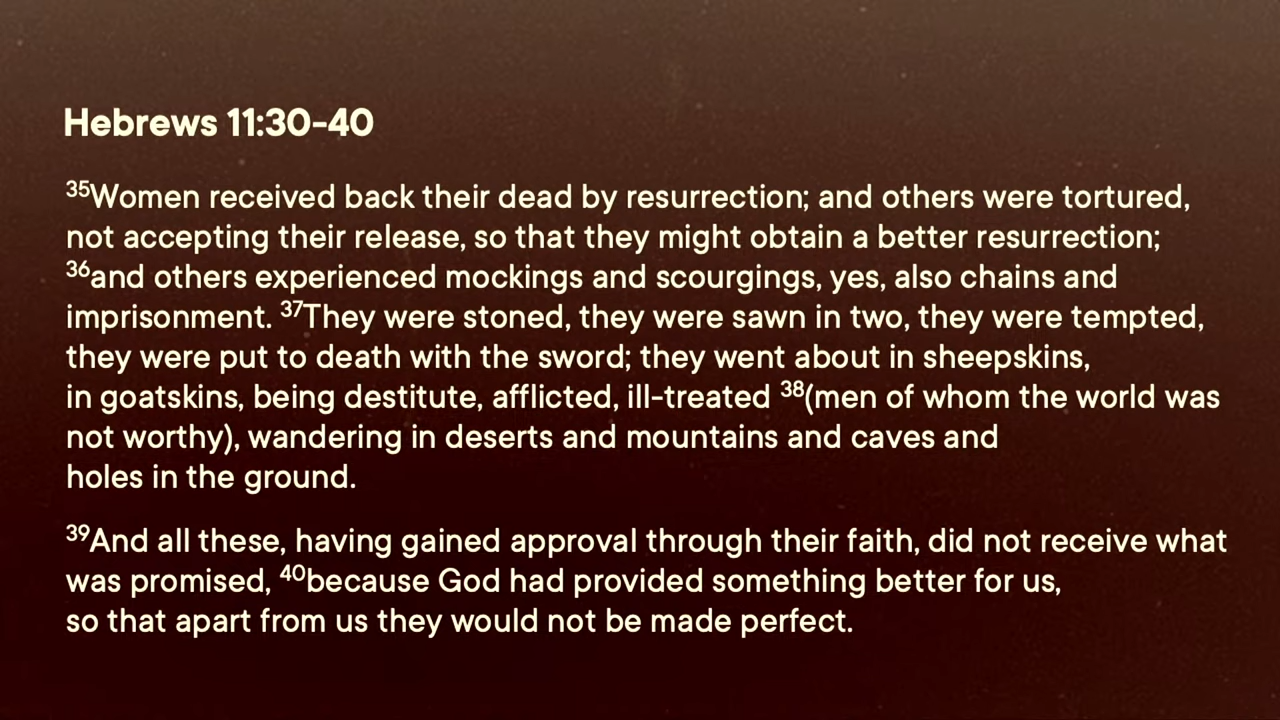 Hebrews 11:30-40
35Women received back their dead by resurrection; and others were tortured,
not accepting their release, so that they might obtain a better resurrection;
36and others experienced mockings and scourgings, yes, also chains and
imprisonment. 37They were stoned, they were sawn in two, they were tempted,
they were put to death with the sword; they went about in sheepskins,
in goatskins, being destitute, afflicted, ill-treated 38(men of whom the world was
not worthy), wandering in deserts and mountains and caves and
holes in the ground.
39And all these, having gained approval through their faith, did not receive what
was promised, 40because God had provided something better for us,
so that apart from us they would not be made perfect.